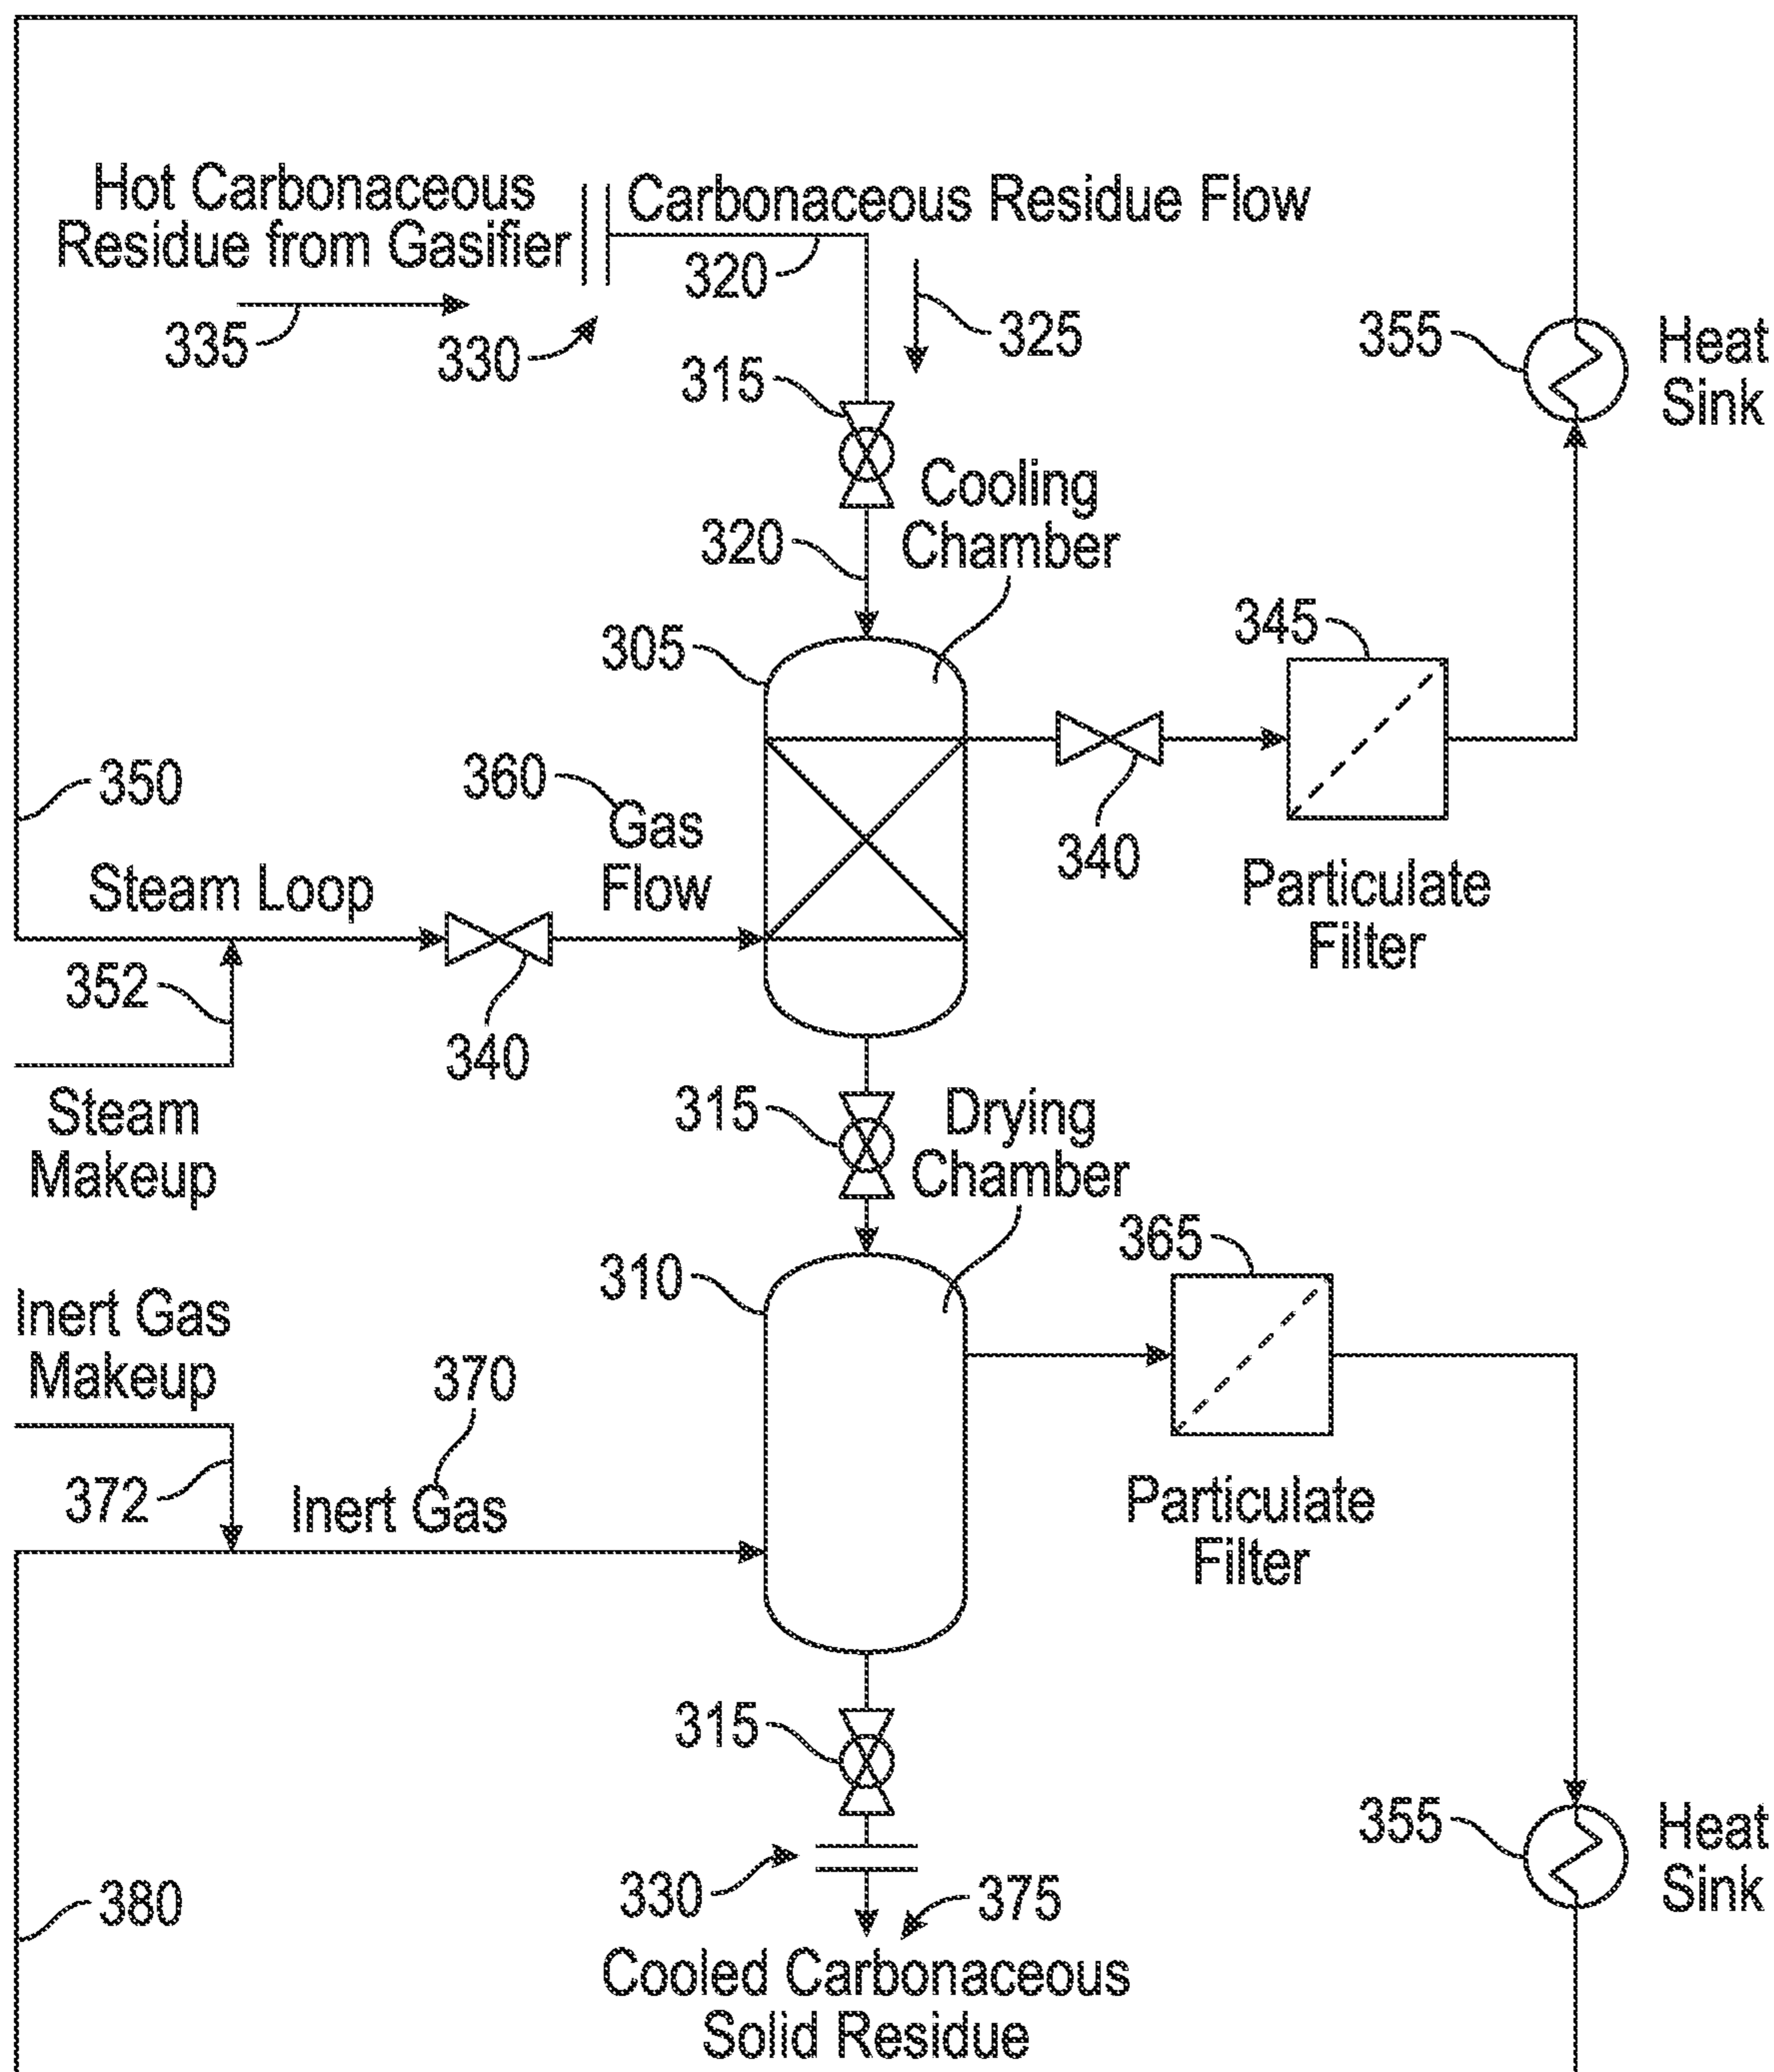 Hot Carbonaceous
Residue from Gasifier
Carbonaceous Residue Flow
320
335
330
325
315
355
Heat
Sink
Cooling
Chamber
320
305
345
350
360
Gas
Flow
340
Particulate
Filter
Steam Loop
352
340
Steam
Makeup
315
Drying
Chamber
365
310
Inert Gas
Makeup
370
372
Inert Gas
Particulate
Filter
315
355
Heat
Sink
330
375
380
Cooled Carbonaceous
Solid Residue